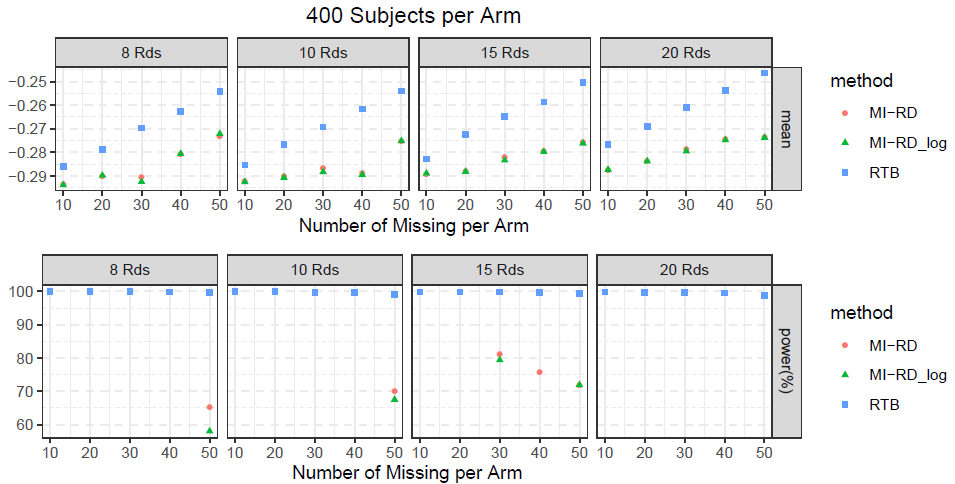 400 Subjects per Arm
8 Rds 10 Rds 15 Rds 20 Rds
−0.25
−0.26
−0.27
−0.28
−0.29
mean
10 20 30 40 50 10 20 30 40 50 10 20 30 40 50 10 20 30 40 50
Number of Missing per Arm
method
MI−RD
MI−RD_log
RTB
8 Rds 10 Rds 15 Rds 20 Rds
100
90
80
70
60
power(%)
10 20 30 40 50 10 20 30 40 50 10 20 30 40 50 10 20 30 40 50
Number of Missing per Arm
method
MI−RD
MI−RD_log
RTB